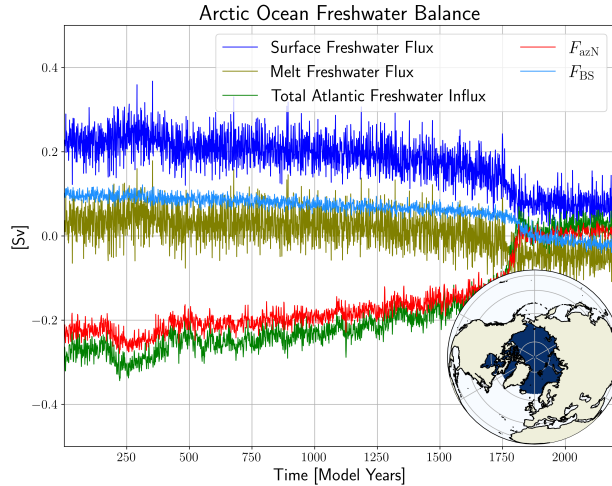 Arctic Ocean Freshwater Balance
Surface Freshwater Flux
Melt Freshwater Flux
Total Atlantic Freshwater Influx
F_azN
F_BS
[Sv]
0.4
0.2
0.0
−0.2
−0.4
250 500 750 1000 1250 1500 1750 2000
Time [Model Years]